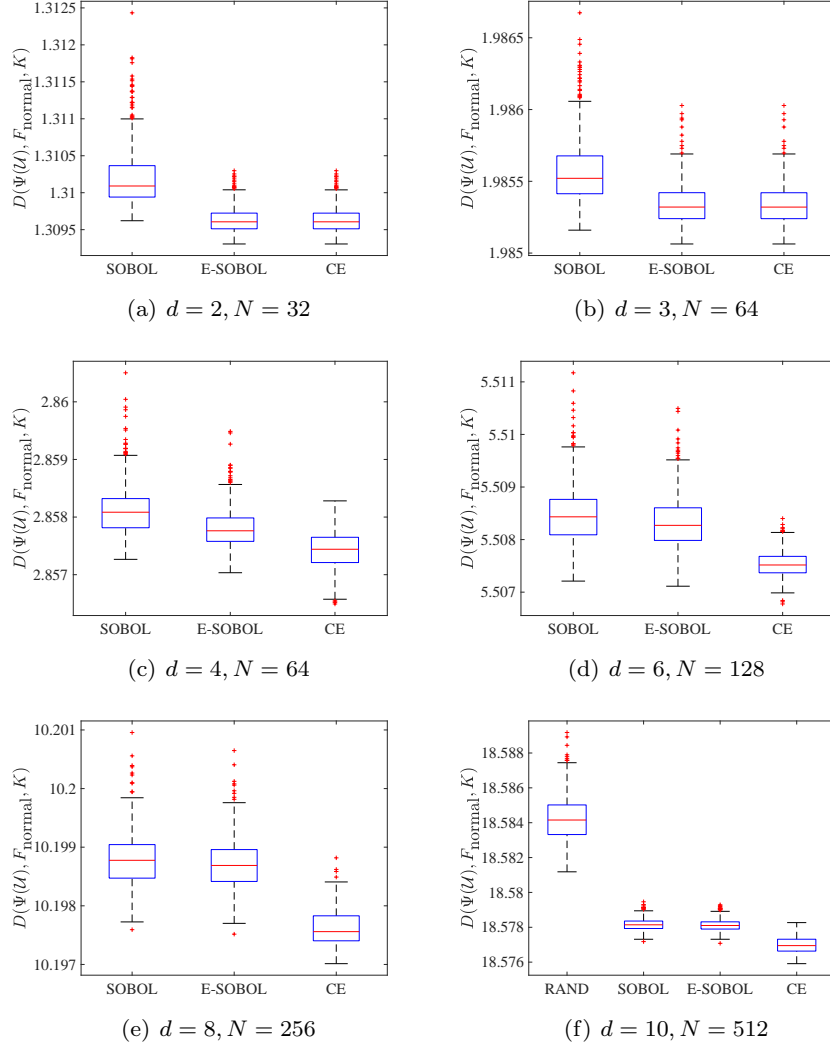 1.3125
1.312
1.3115
1.311
1.3105
1.31
1.3095
D(Ψ(𝒰), F_normal, K)
SOBOL E-SOBOL CE
(a) d = 2, N = 32
1.9865
1.986
1.9855
1.985
D(Ψ(𝒰), F_normal, K)
SOBOL E-SOBOL CE
(b) d = 3, N = 64
2.86
2.859
2.858
2.857
D(Ψ(𝒰), F_normal, K)
SOBOL E-SOBOL CE
(c) d = 4, N = 64
5.511
5.51
5.509
5.508
5.507
D(Ψ(𝒰), F_normal, K)
SOBOL E-SOBOL CE
(d) d = 6, N = 128
10.201
10.2
10.199
10.198
10.197
D(Ψ(𝒰), F_normal, K)
SOBOL E-SOBOL CE
(e) d = 8, N = 256
18.588
18.586
18.584
18.582
18.58
18.578
18.576
D(Ψ(𝒰), F_normal, K)
RAND SOBOL E-SOBOL CE
(f) d = 10, N = 512